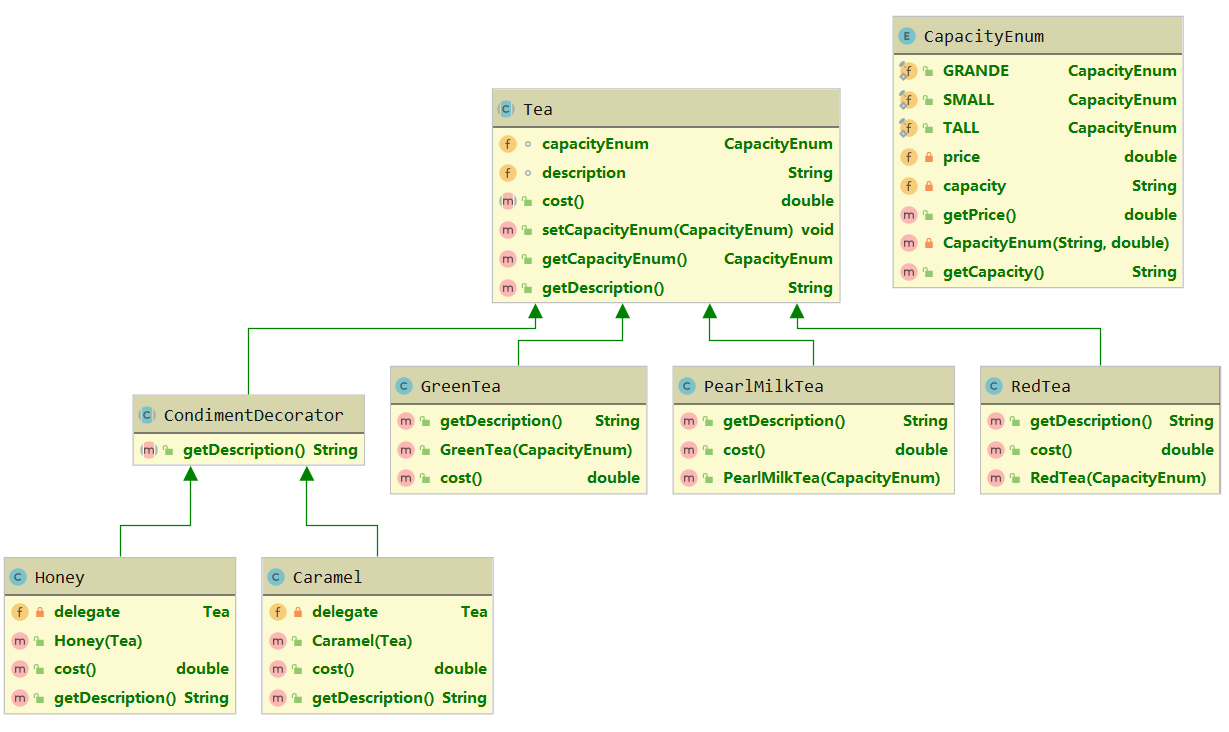 CapacityEnum
GRANDE CapacityEnum
SMALL CapacityEnum
TALL CapacityEnum
price double
capacity String
getPrice() double
CapacityEnum(String, double)
getCapacity() String
Tea
capacityEnum CapacityEnum
description String
cost() double
setCapacityEnum(CapacityEnum) void
getCapacityEnum() CapacityEnum
getDescription() String
CondimentDecorator
getDescription() String
GreenTea
getDescription() String
GreenTea(CapacityEnum)
cost() double
PearlMilkTea
getDescription() String
cost() double
PearlMilkTea(CapacityEnum)
RedTea
getDescription() String
cost() double
RedTea(CapacityEnum)
Honey
delegate Tea
Honey(Tea)
cost() double
getDescription() String
Caramel
delegate Tea
Caramel(Tea)
cost() double
getDescription() String